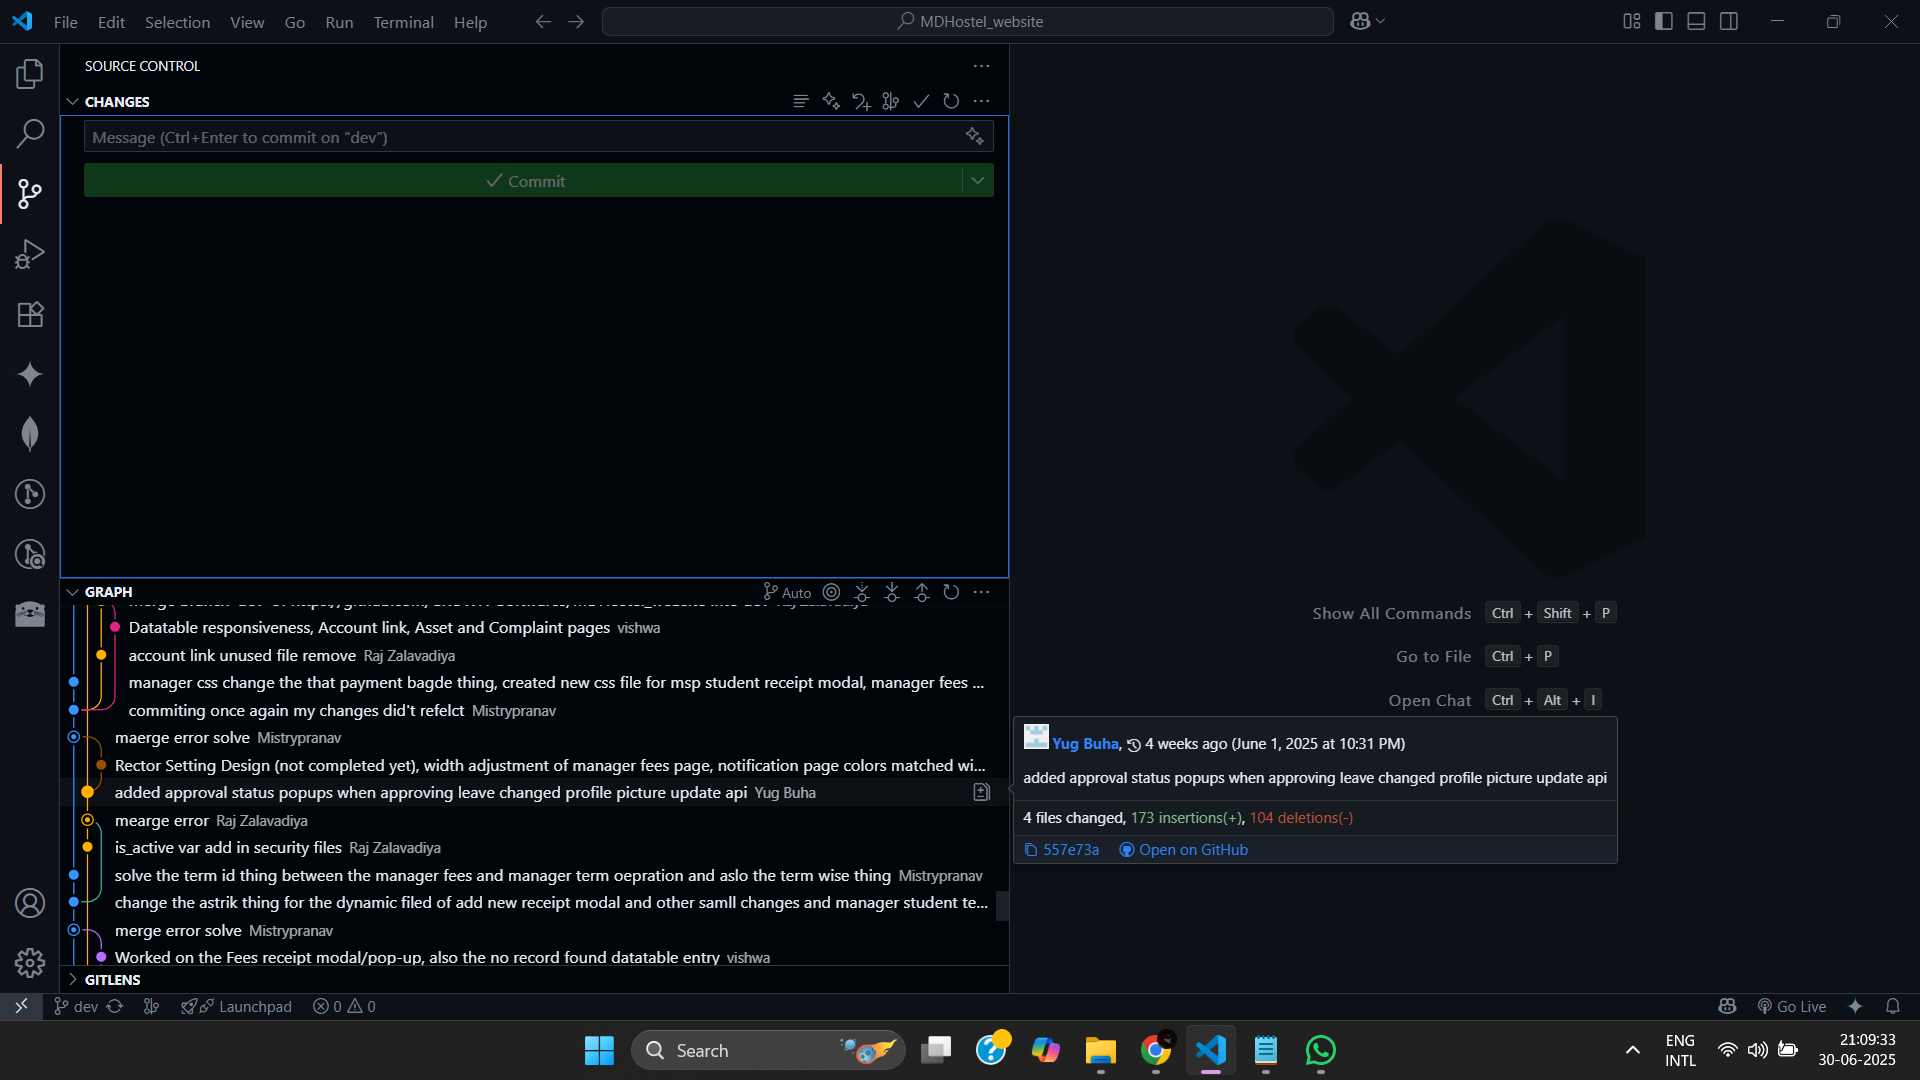 File Edit Selection View Go Run Terminal Help
MDHostel_website
SOURCE CONTROL
CHANGES
Message (Ctrl+Enter to commit on "dev")
Commit
GRAPH
Auto
Datatable responsiveness, Account link, Asset and Complaint pages vishwa
account link unused file remove Raj Zalavadiya
manager css change the that payment bagde thing, created new css file for msp student receipt modal, manager fees ...
commiting once again my changes did't refelct Mistrypranav
maerge error solve Mistrypranav
Rector Setting Design (not completed yet), width adjustment of manager fees page, notification page colors matched wi...
added approval status popups when approving leave changed profile picture update api Yug Buha
mearge error Raj Zalavadiya
is_active var add in security files Raj Zalavadiya
solve the term id thing between the manager fees and manager term oepration and aslo the term wise thing Mistrypranav
change the astrik thing for the dynamic filed of add new receipt modal and other samll changes and manager student te...
merge error solve Mistrypranav
Worked on the Fees receipt modal/pop-up, also the no record found datatable entry vishwa
GITLENS
Show All Commands Ctrl + Shift + P
Go to File Ctrl + P
Open Chat Ctrl + Alt + I
Yug Buha, 4 weeks ago (June 1, 2025 at 10:31 PM)
added approval status popups when approving leave changed profile picture update api
4 files changed, 173 insertions(+), 104 deletions(-)
557e73a Open on GitHub
dev Launchpad 0 0
Go Live
Search
ENG
INTL
21:09:33
30-06-2025